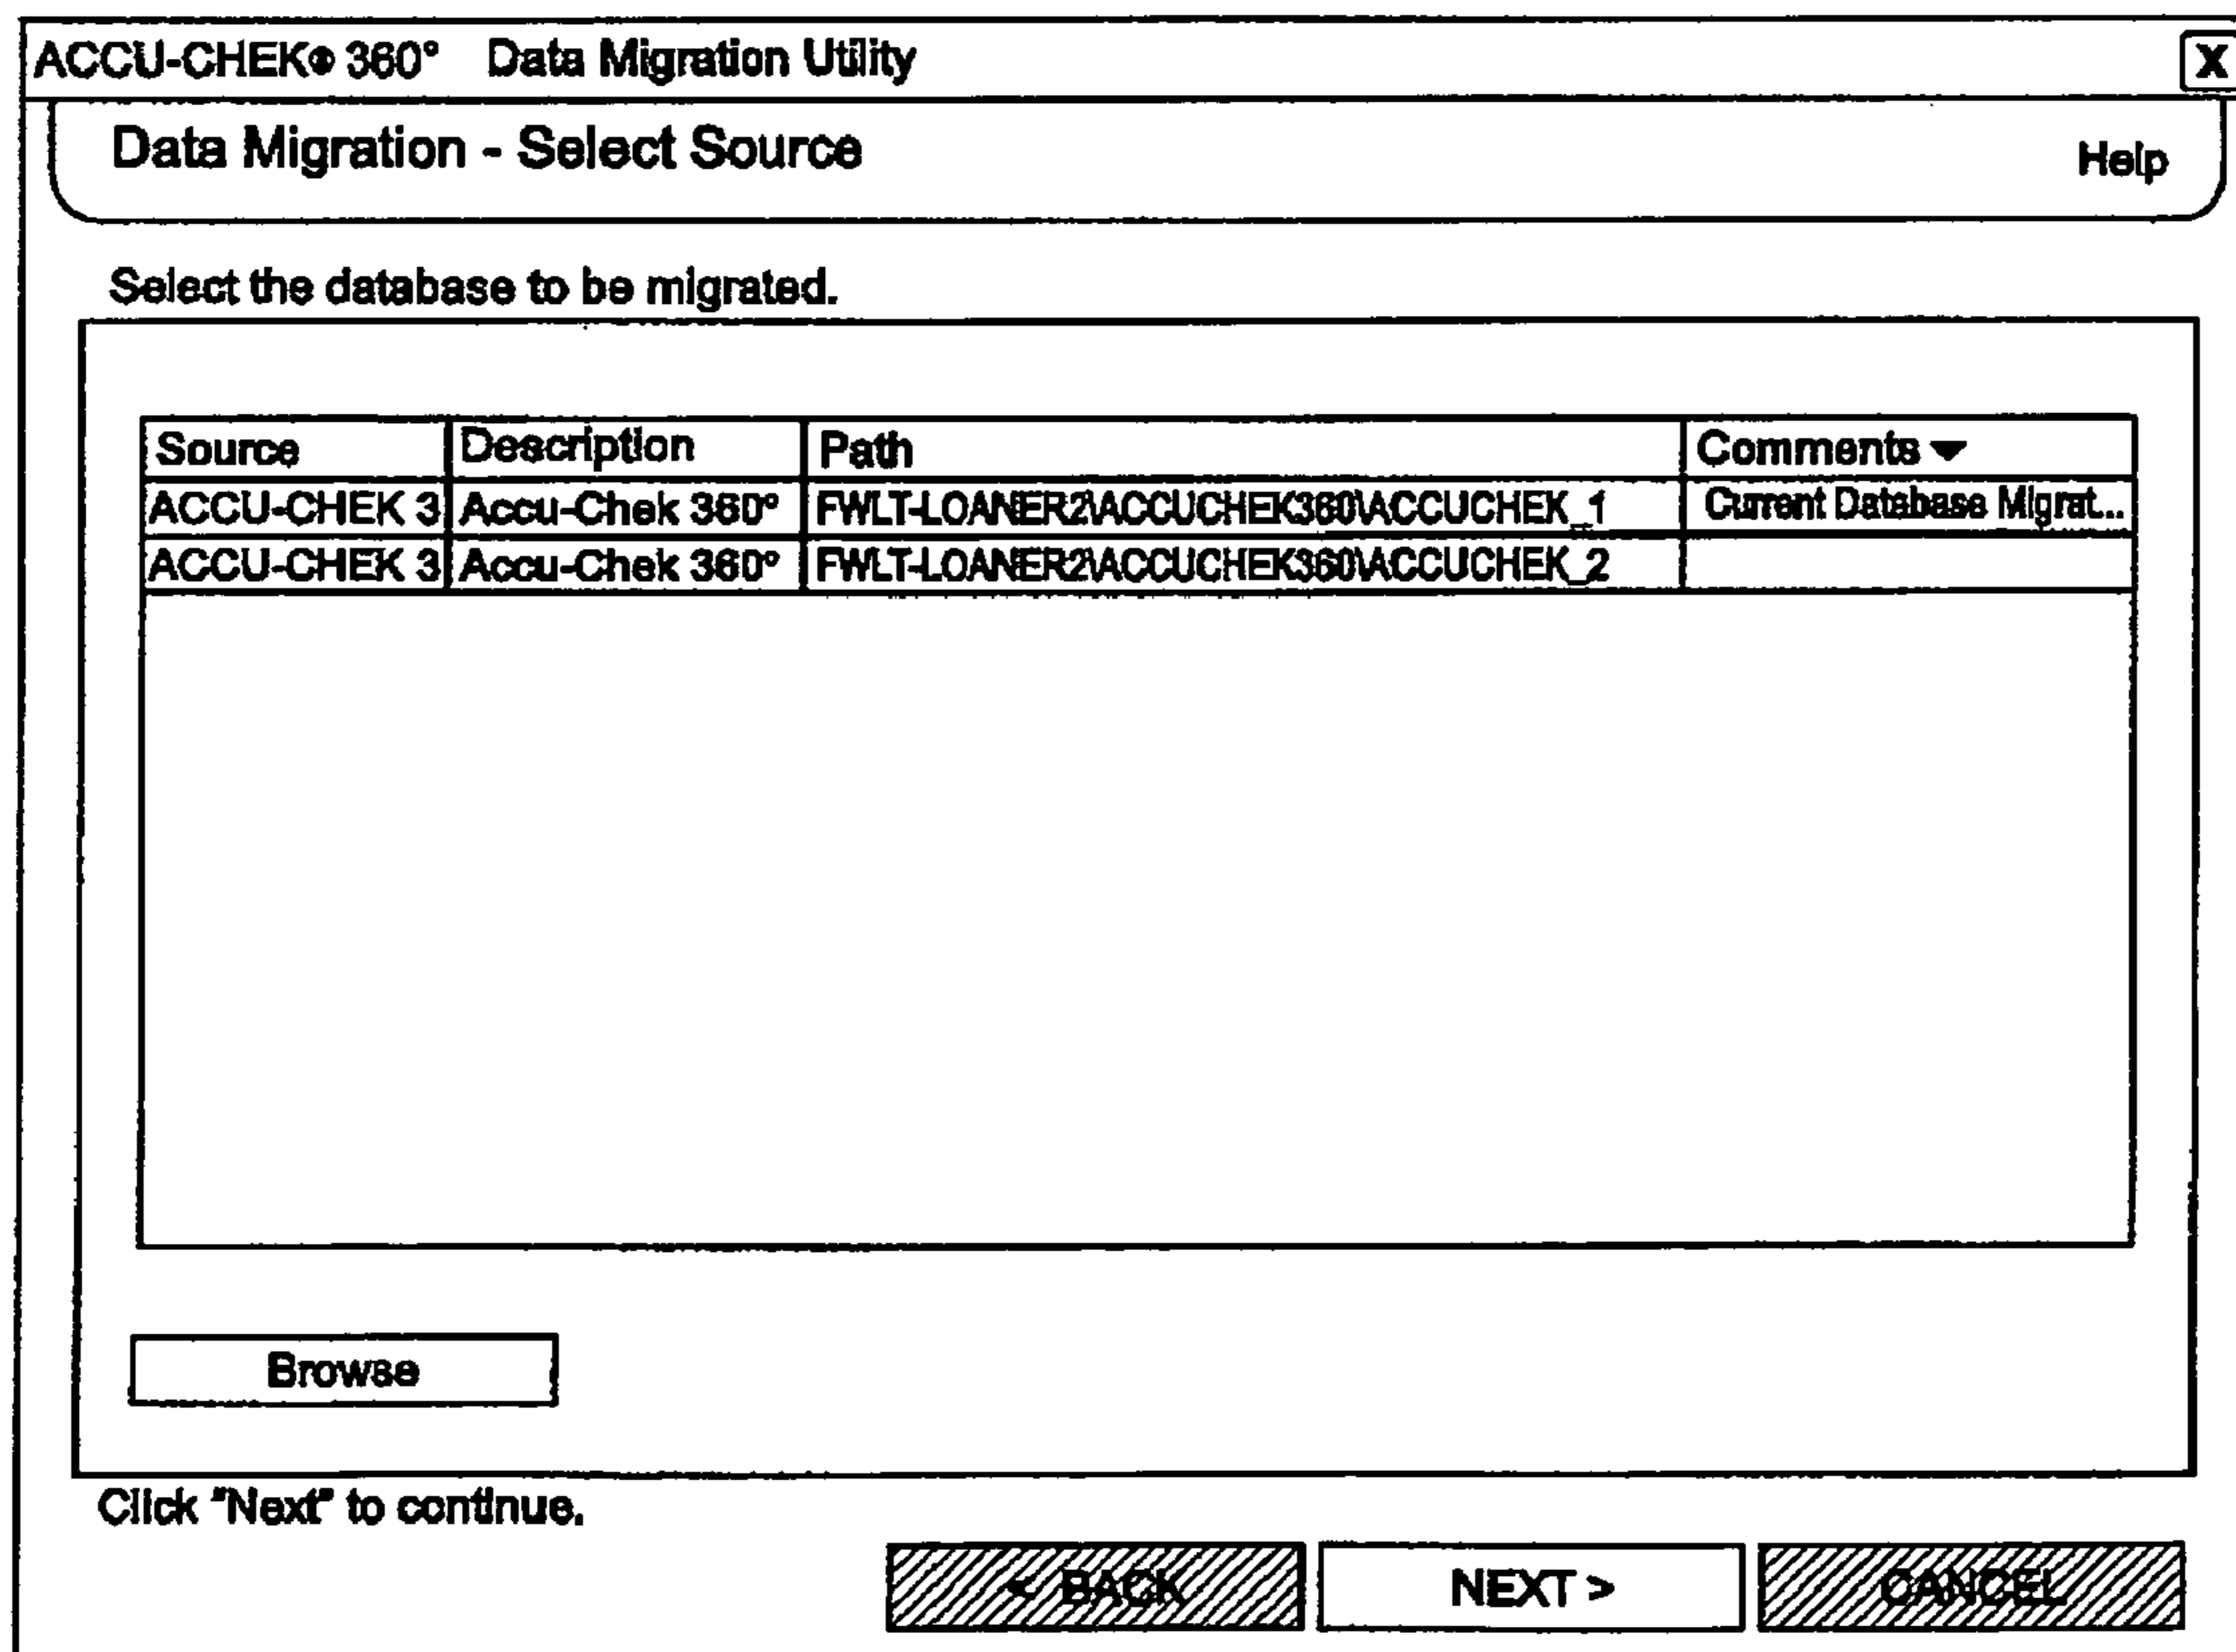 ACCU-CHEK® 360° Data Migration Utility X
Data Migration - Select Source Help
Select the database to be migrated.
Source Description Path Comments
ACCU-CHEK 3 Accu-Chek 360° FWLT-LOANER2\ACCUCHEK360\ACCUCHEK_1 Current Database Migrat...
ACCU-CHEK 3 Accu-Chek 360° FWLT-LOANER2\ACCUCHEK360\ACCUCHEK_2
Browse
Click "Next" to continue.
< BACK NEXT > CANCEL